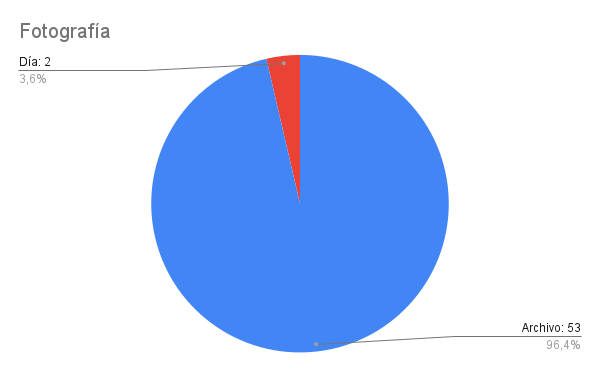 Fotografía
Día: 2
3,6%
Archivo: 53
96,4%